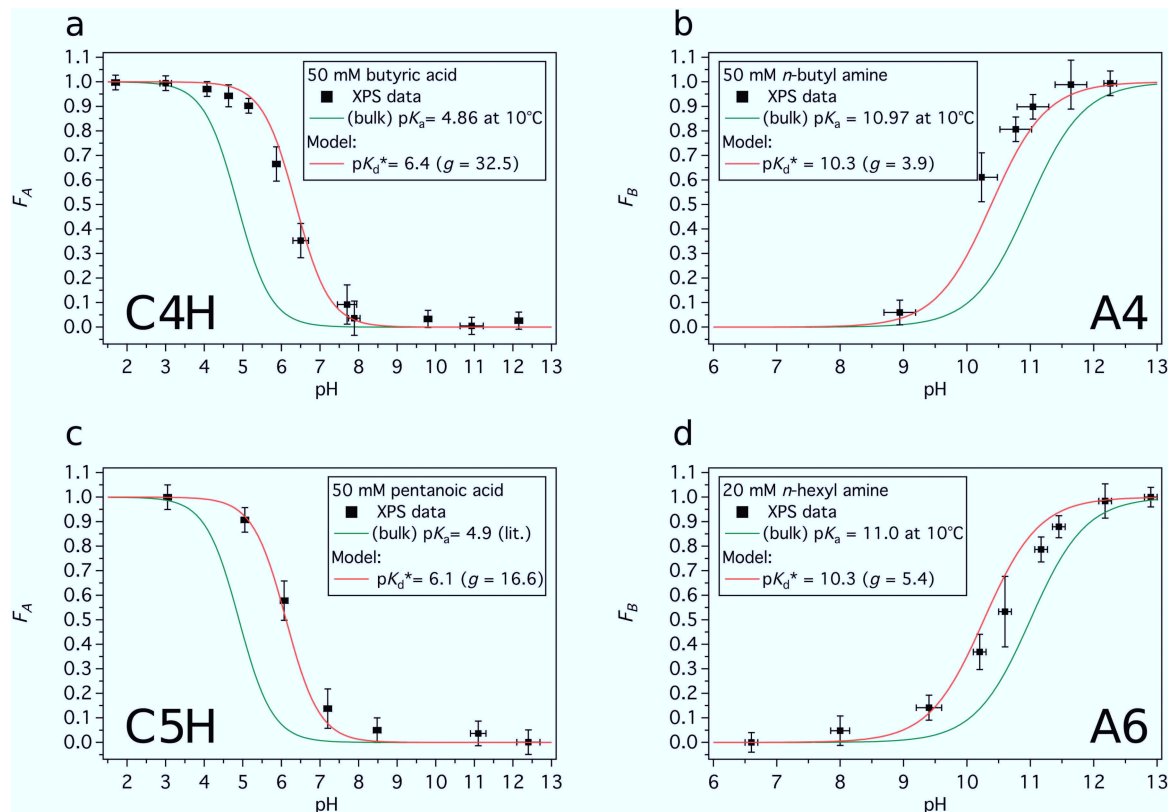 a
1.1
1.0
0.9
0.8
0.7
0.6
0.5
0.4
0.3
0.2
0.1
0.0
F_A
50 mM butyric acid
XPS data
(bulk) pK_a= 4.86 at 10°C
Model:
pK_d*= 6.4 (g = 32.5)
C4H
2 3 4 5 6 7 8 9 10 11 12 13
pH
b
1.1
1.0
0.9
0.8
0.7
0.6
0.5
0.4
0.3
0.2
0.1
0.0
F_B
50 mM n-butyl amine
XPS data
(bulk) pK_a = 10.97 at 10°C
Model:
pK_d* = 10.3 (g = 3.9)
A4
6 7 8 9 10 11 12 13
pH
c
1.1
1.0
0.9
0.8
0.7
0.6
0.5
0.4
0.3
0.2
0.1
0.0
F_A
50 mM pentanoic acid
XPS data
(bulk) pK_a= 4.9 (lit.)
Model:
pK_d*= 6.1 (g = 16.6)
C5H
2 3 4 5 6 7 8 9 10 11 12 13
pH
d
1.1
1.0
0.9
0.8
0.7
0.6
0.5
0.4
0.3
0.2
0.1
0.0
F_B
20 mM n-hexyl amine
XPS data
(bulk) pK_a = 11.0 at 10°C
Model:
pK_d* = 10.3 (g = 5.4)
A6
6 7 8 9 10 11 12 13
pH